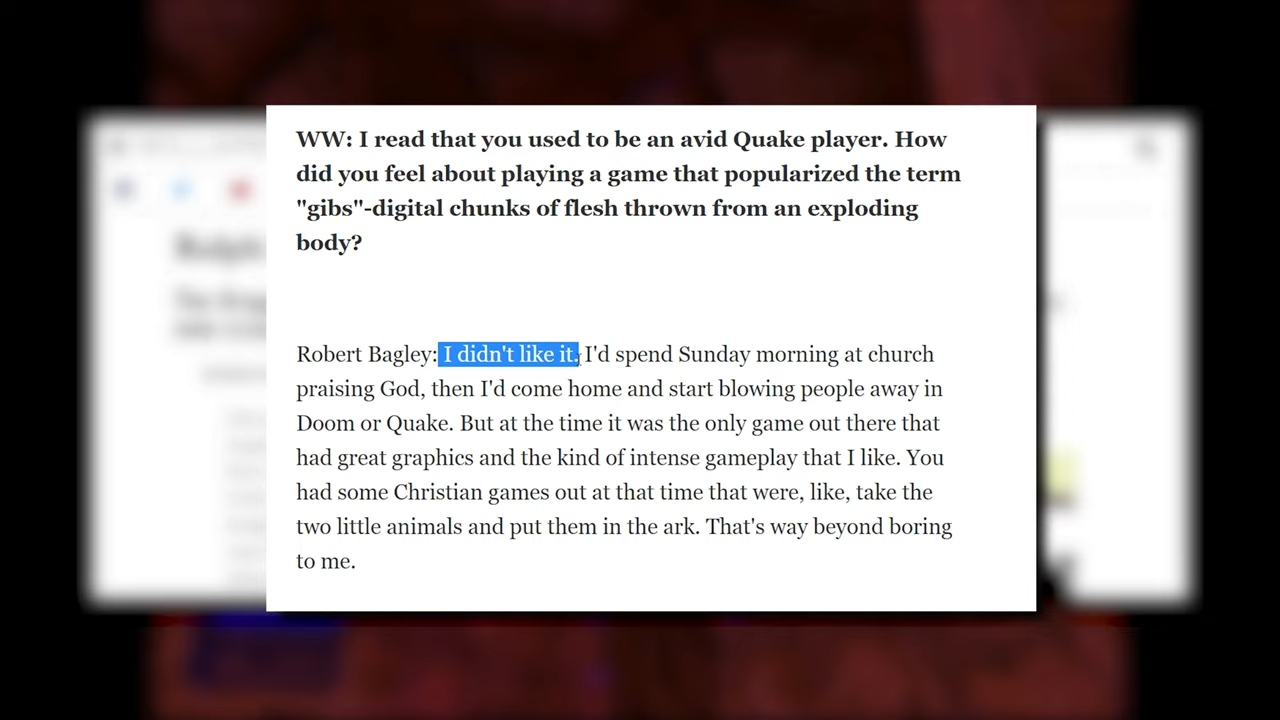 WW: I read that you used to be an avid Quake player. How
did you feel about playing a game that popularized the term
"gibs"-digital chunks of flesh thrown from an exploding
body?
Robert Bagley: I didn't like it. I'd spend Sunday morning at church
praising God, then I'd come home and start blowing people away in
Doom or Quake. But at the time it was the only game out there that
had great graphics and the kind of intense gameplay that I like. You
had some Christian games out at that time that were, like, take the
two little animals and put them in the ark. That's way beyond boring
to me.